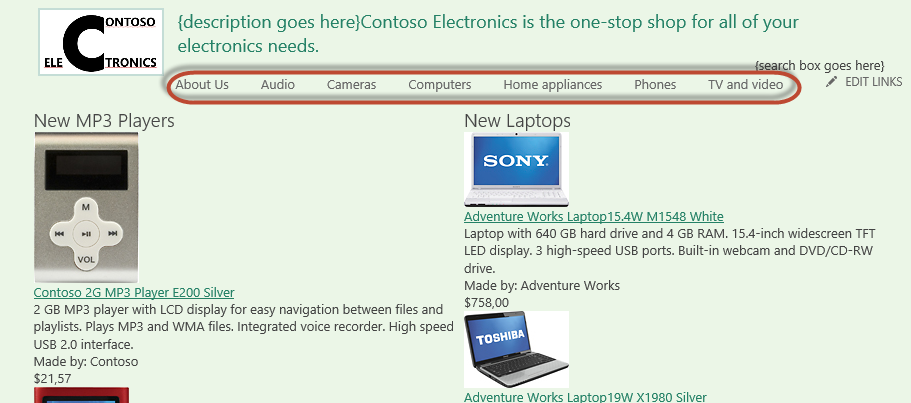 CONTOSO
ELECTRONICS
{description goes here}Contoso Electronics is the one-stop shop for all of your
electronics needs.
{search box goes here}
About Us Audio Cameras Computers Home appliances Phones TV and video EDIT LINKS
New MP3 Players
M
VOL
Contoso 2G MP3 Player E200 Silver
2 GB MP3 player with LCD display for easy navigation between files and
playlists. Plays MP3 and WMA files. Integrated voice recorder. High speed
USB 2.0 interface.
Made by: Contoso
$21,57
New Laptops
SONY
Adventure Works Laptop15.4W M1548 White
Laptop with 640 GB hard drive and 4 GB RAM. 15.4-inch widescreen TFT
LED display. 3 high-speed USB ports. Built-in webcam and DVD/CD-RW
drive.
Made by: Adventure Works
$758,00
TOSHIBA
Adventure Works Laptop19W X1980 Silver